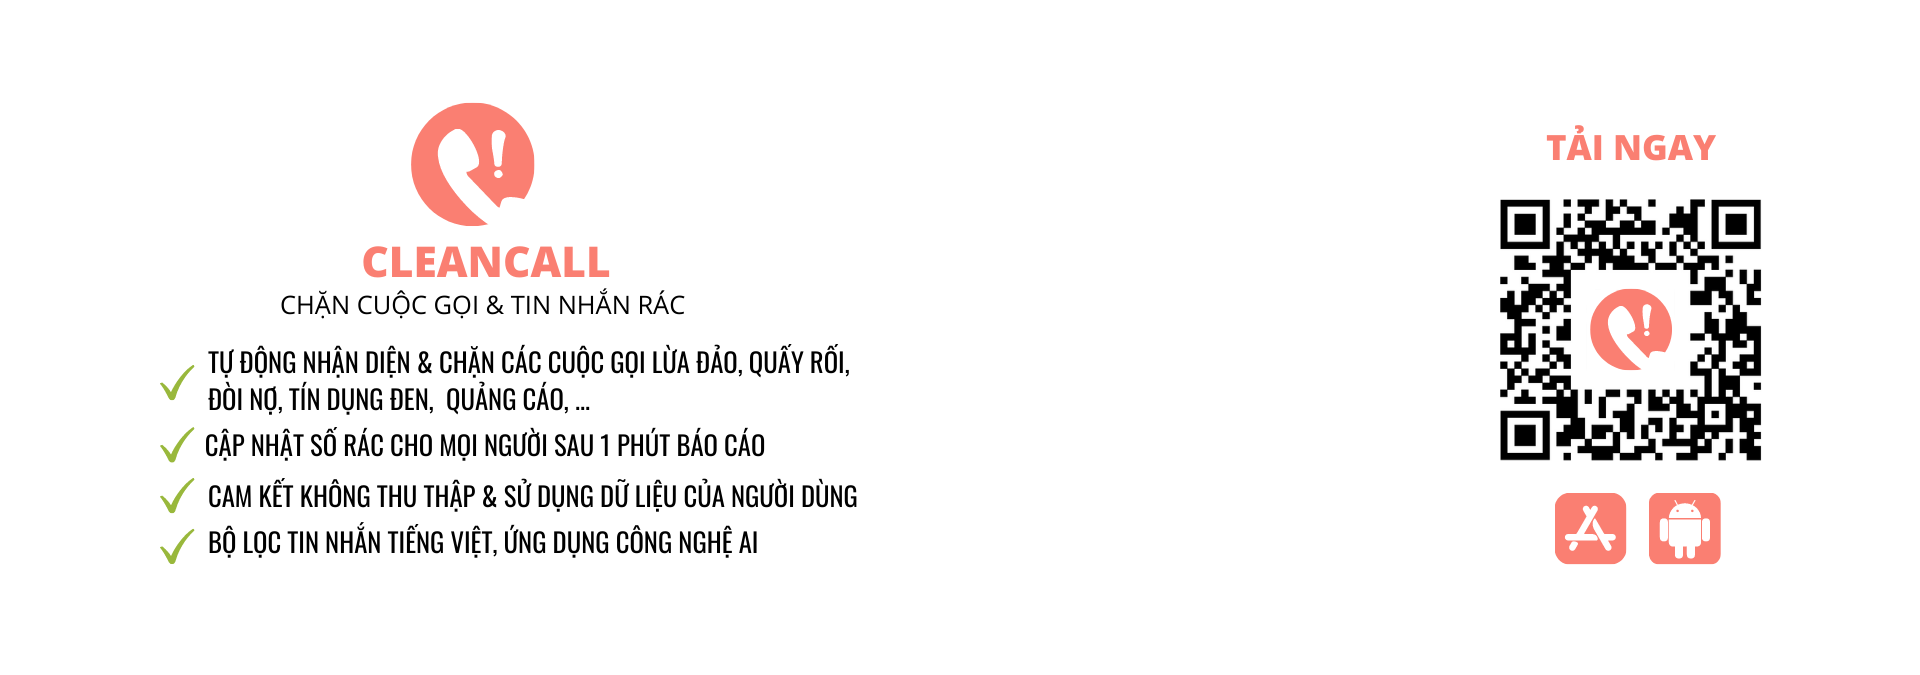 CLEANCALL
CHẶN CUỘC GỌI & TIN NHẮN RÁC
TỰ ĐỘNG NHẬN DIỆN & CHẶN CÁC CUỘC GỌI LỪA ĐẢO, QUẤY RỐI,
ĐÒI NỢ, TÍN DỤNG ĐEN, QUẢNG CÁO, ...
CẬP NHẬT SỐ RÁC CHO MỌI NGƯỜI SAU 1 PHÚT BÁO CÁO
CAM KẾT KHÔNG THU THẬP & SỬ DỤNG DỮ LIỆU CỦA NGƯỜI DÙNG
BỘ LỌC TIN NHẮN TIẾNG VIỆT, ỨNG DỤNG CÔNG NGHỆ AI
TẢI NGAY